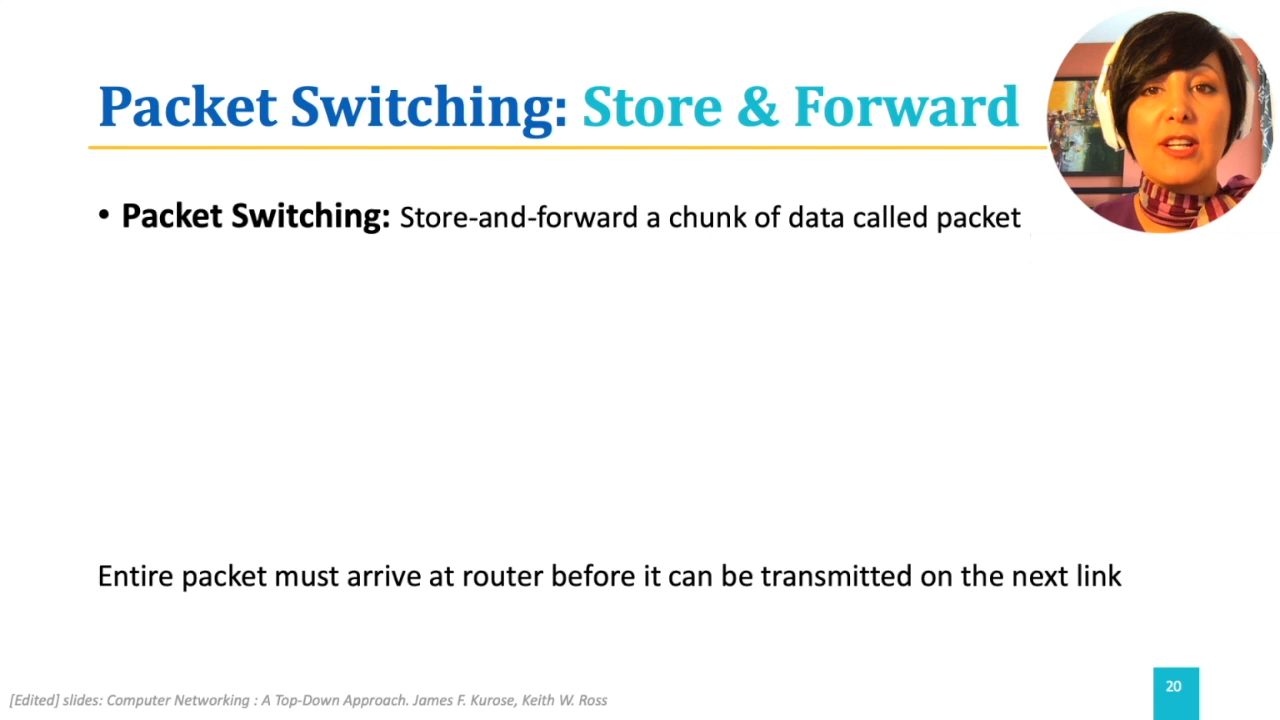 Packet Switching: Store & Forward
• Packet Switching: Store-and-forward a chunk of data called packet
Entire packet must arrive at router before it can be transmitted on the next link
[Edited] slides: Computer Networking : A Top-Down Approach. James F. Kurose, Keith W. Ross
20